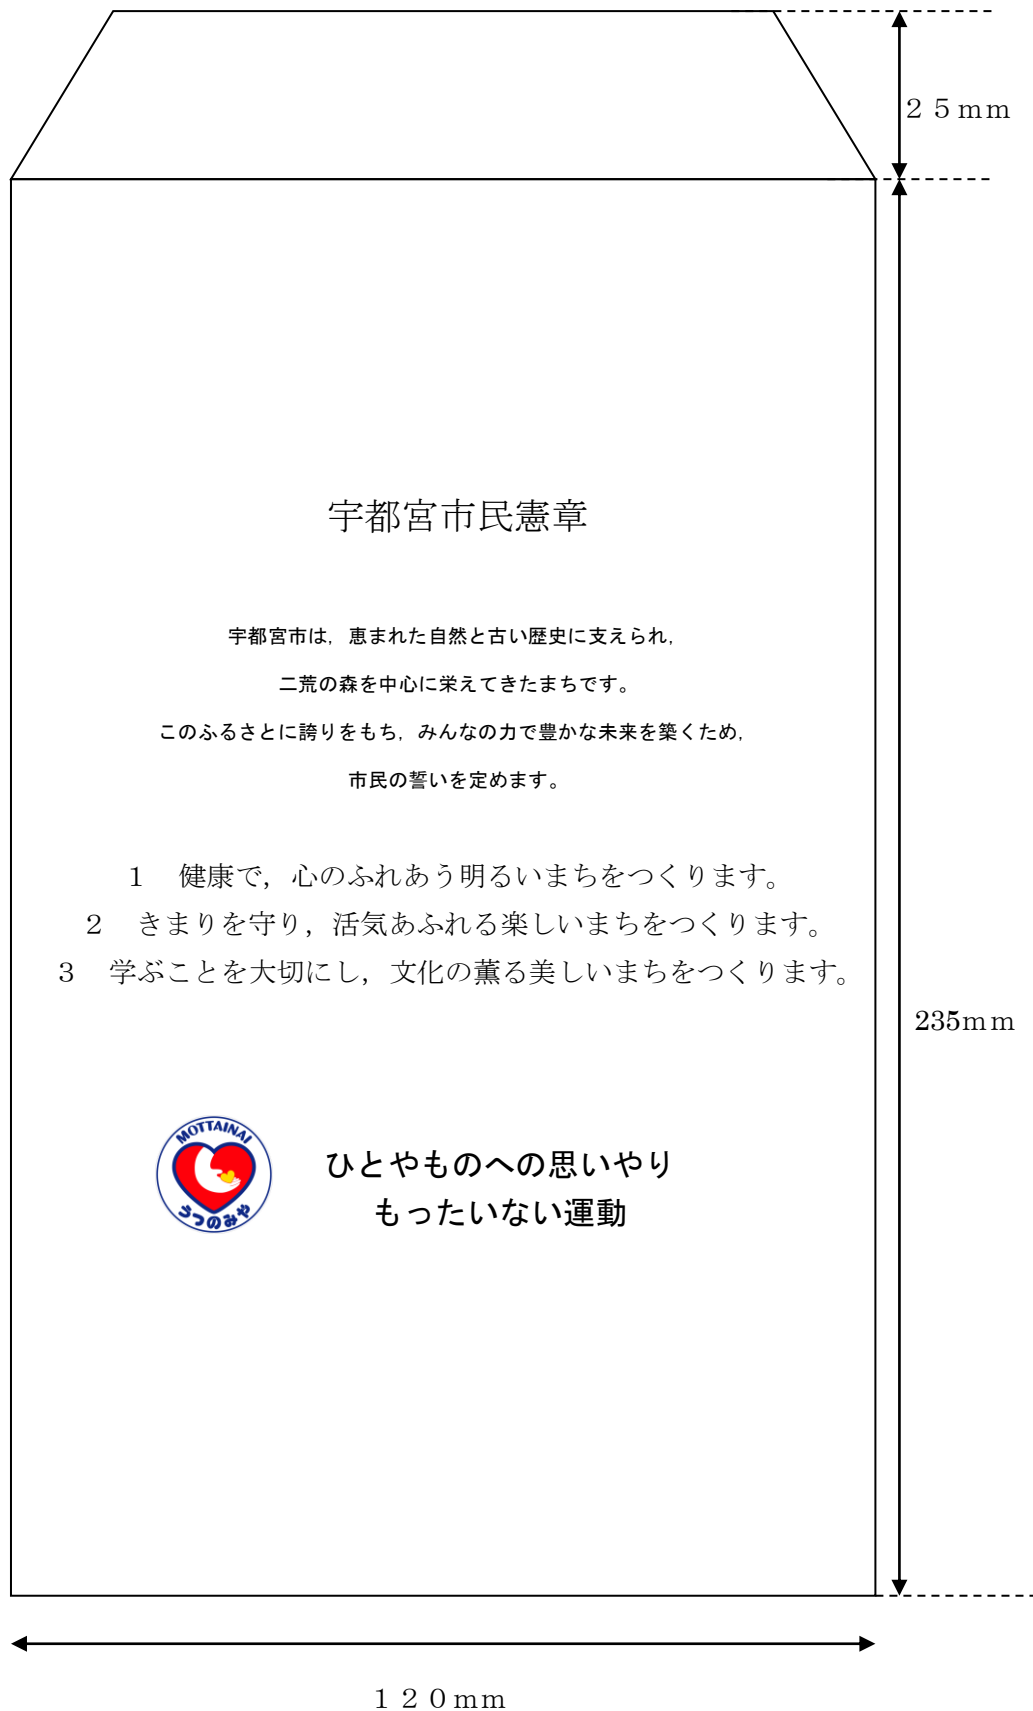 ２５mm
宇都宮市民憲章
宇都宮市は，恵まれた自然と古い歴史に支えられ，
二荒の森を中心に栄えてきたまちです。
このふるさとに誇りをもち，みんなの力で豊かな未来を築くため，
市民の誓いを定めます。
１　健康で，心のふれあう明るいまちをつくります。
２　きまりを守り，活気あふれる楽しいまちをつくります。
３　学ぶことを大切にし，文化の薫る美しいまちをつくります。
235mm
MOTTAINAI
うつのみや
ひとやものへの思いやり
もったいない運動
１２０mm